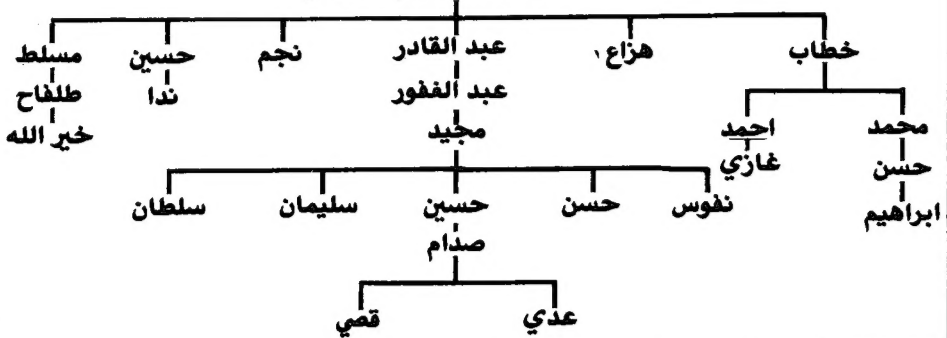 خطاب هزاع عبد القادر نجم حسين مسلط
عبد الغفور ندا طلفاح
محمد احمد مجيد خير الله
حسن غازي
ابراهيم نفوس حسن حسين سليمان سلطان
صدام
عدي قصي